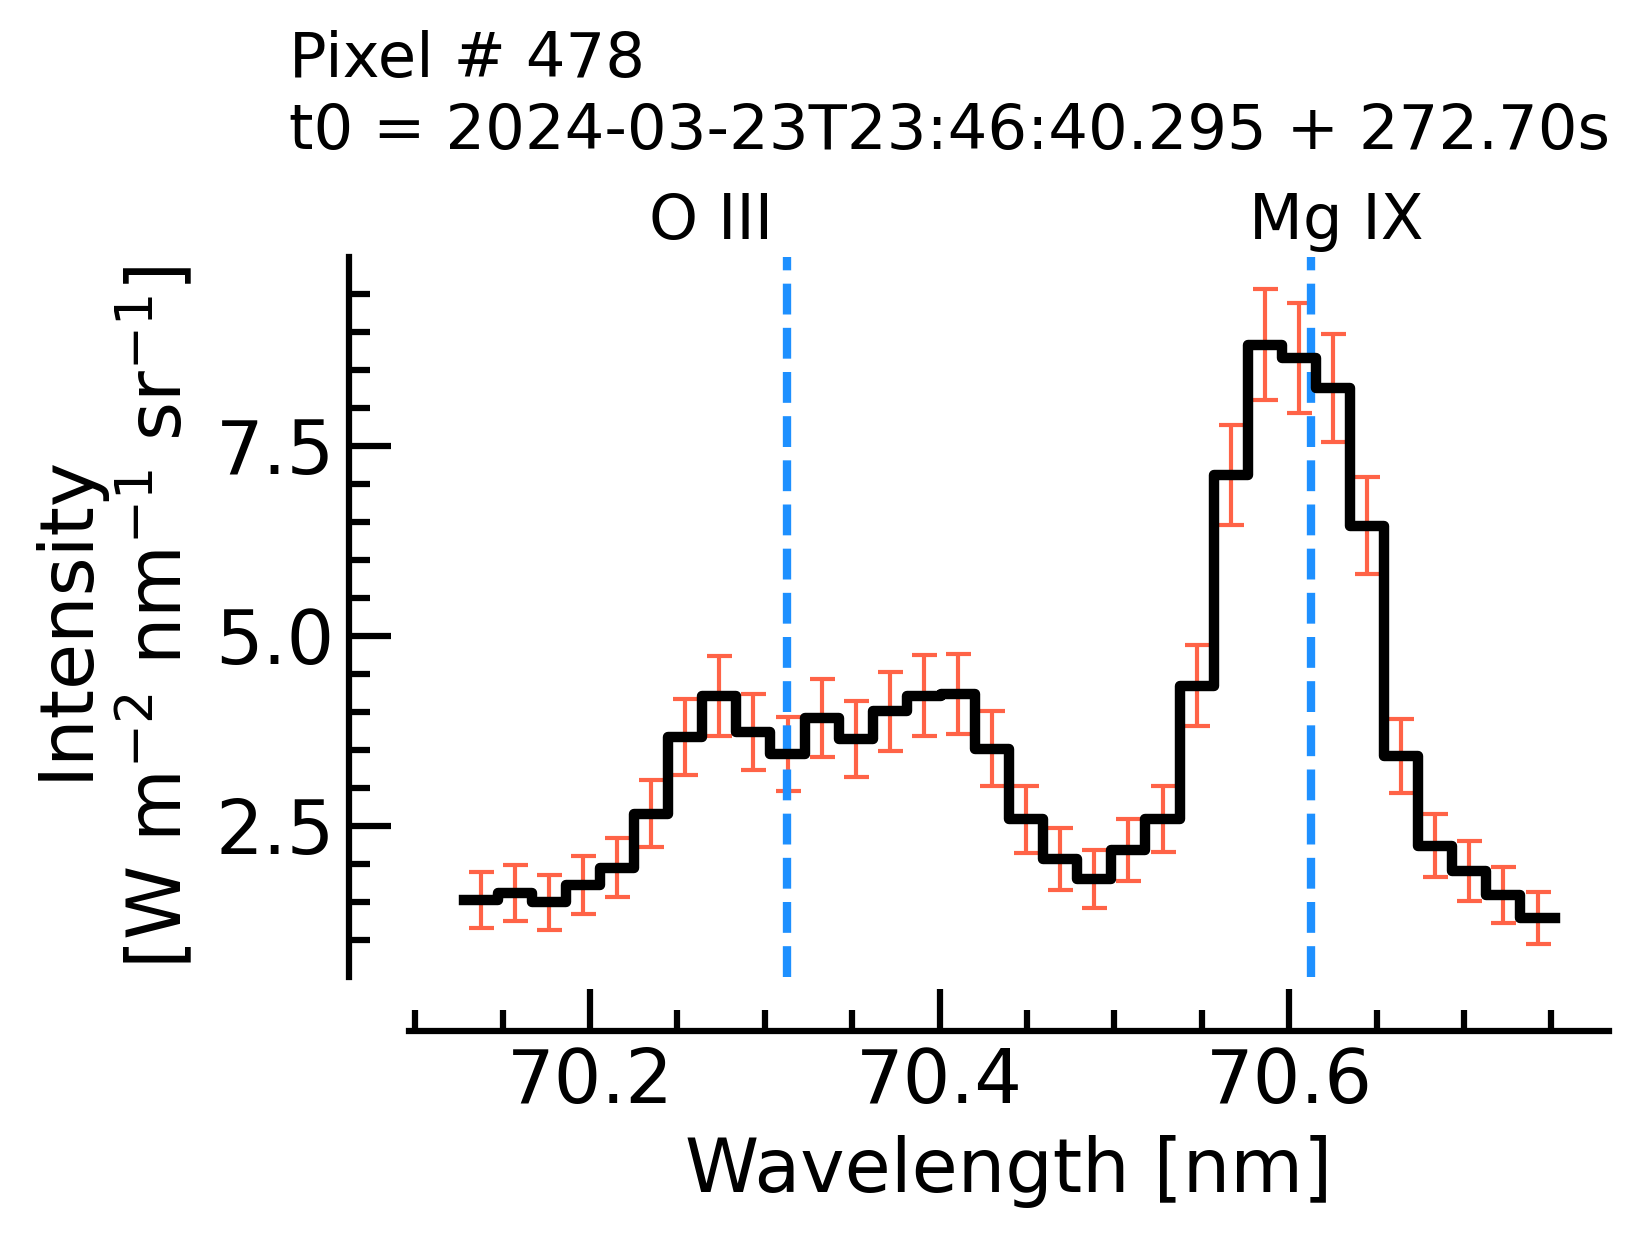 Pixel # 478
t0 = 2024-03-23T23:46:40.295 + 272.70s
O III
Mg IX
Intensity
[W m⁻² nm⁻¹ sr⁻¹]
7.5
5.0
2.5
70.2
70.4
70.6
Wavelength [nm]